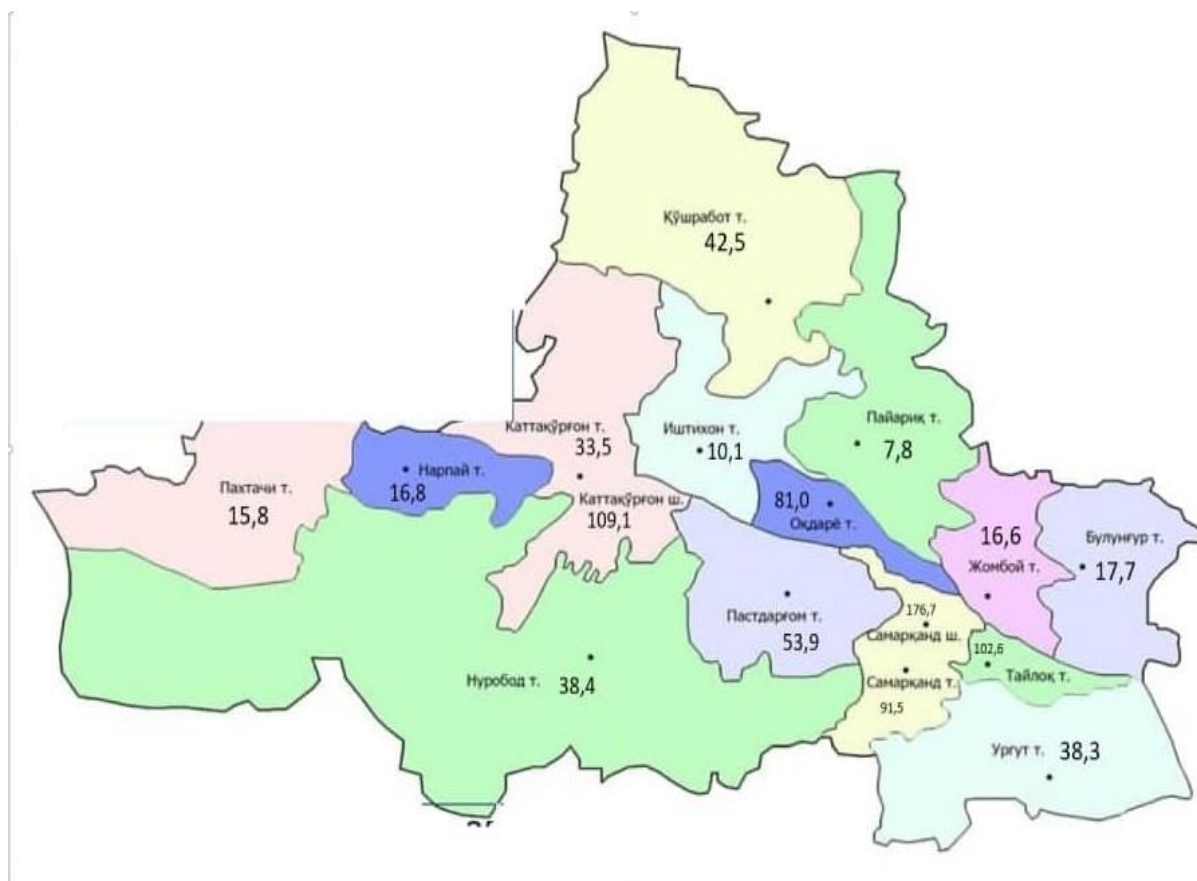 Қўшработ т.
42,5
Каттақўрғон т.
33,5
Иштихон т.
10,1
Пайариқ т.
7,8
Нарпай т.
16,8
Пахтачи т.
15,8
Каттақўрғон ш.
109,1
81,0
Оқдарё т.
16,6
Жомбой т.
Булунғур т.
17,7
Пастдарғом т.
53,9
176,7
Самарқанд ш.
102,6
Тайлоқ т.
Самарқанд т.
91,5
Нуробод т.
38,4
Ургут т.
38,3